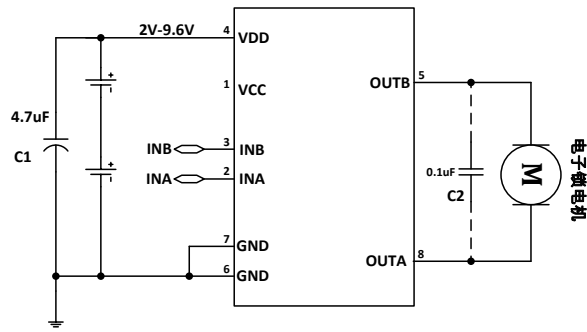 2V-9.6V
4
VDD
1
VCC
5
OUTB
4.7uF
C1
INB
3
INB
INA
2
INA
0.1uF
C2
M
电子锁电机
7
GND
6
GND
8
OUTA